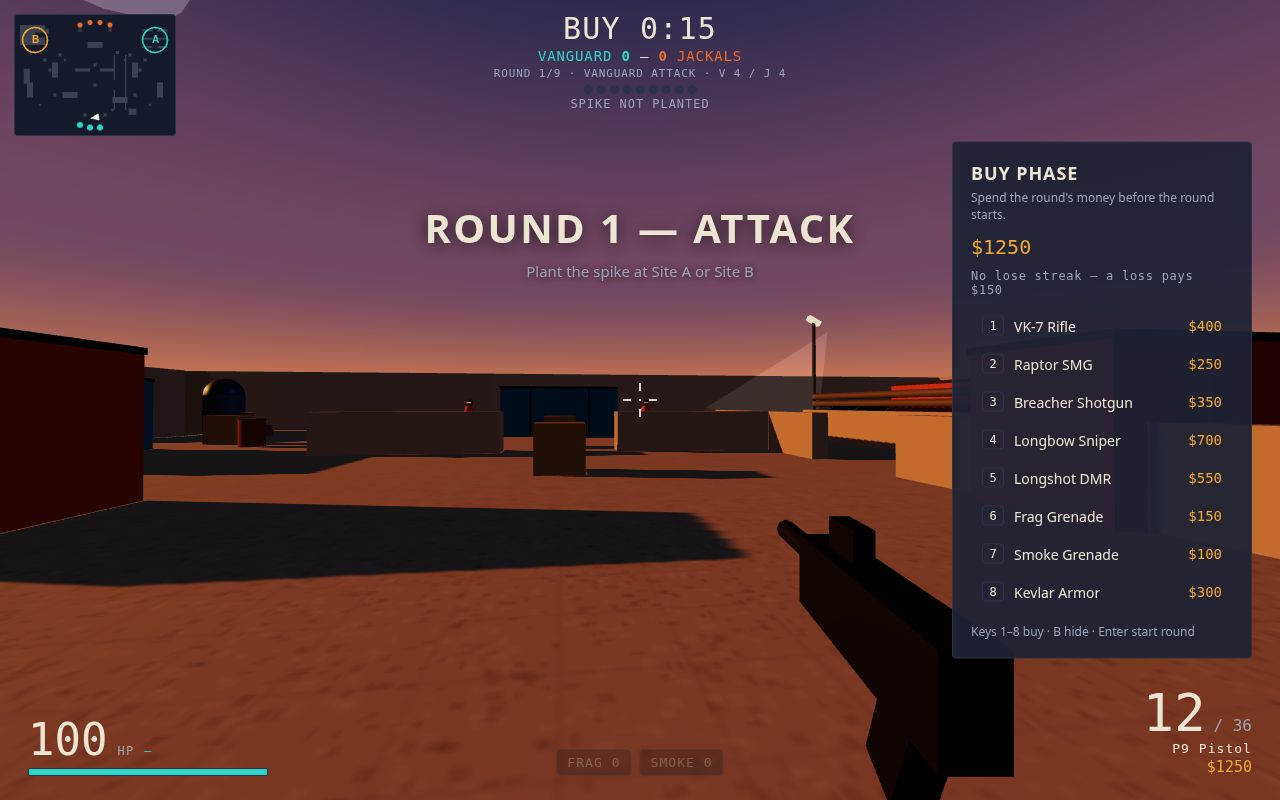 B
A
BUY 0:15
VANGUARD 0 — 0 JACKALS
ROUND 1/9 · VANGUARD ATTACK · V 4 / J 4
SPIKE NOT PLANTED
ROUND 1 — ATTACK
Plant the spike at Site A or Site B
BUY PHASE
Spend the round's money before the round
starts.
$1250
No lose streak — a loss pays
$150
1 VK-7 Rifle $400
2 Raptor SMG $250
3 Breacher Shotgun $350
4 Longbow Sniper $700
5 Longshot DMR $550
6 Frag Grenade $150
7 Smoke Grenade $100
8 Kevlar Armor $300
Keys 1–8 buy · B hide · Enter start round
100 HP —
FRAG 0 SMOKE 0
12 / 36
P9 Pistol
$1250